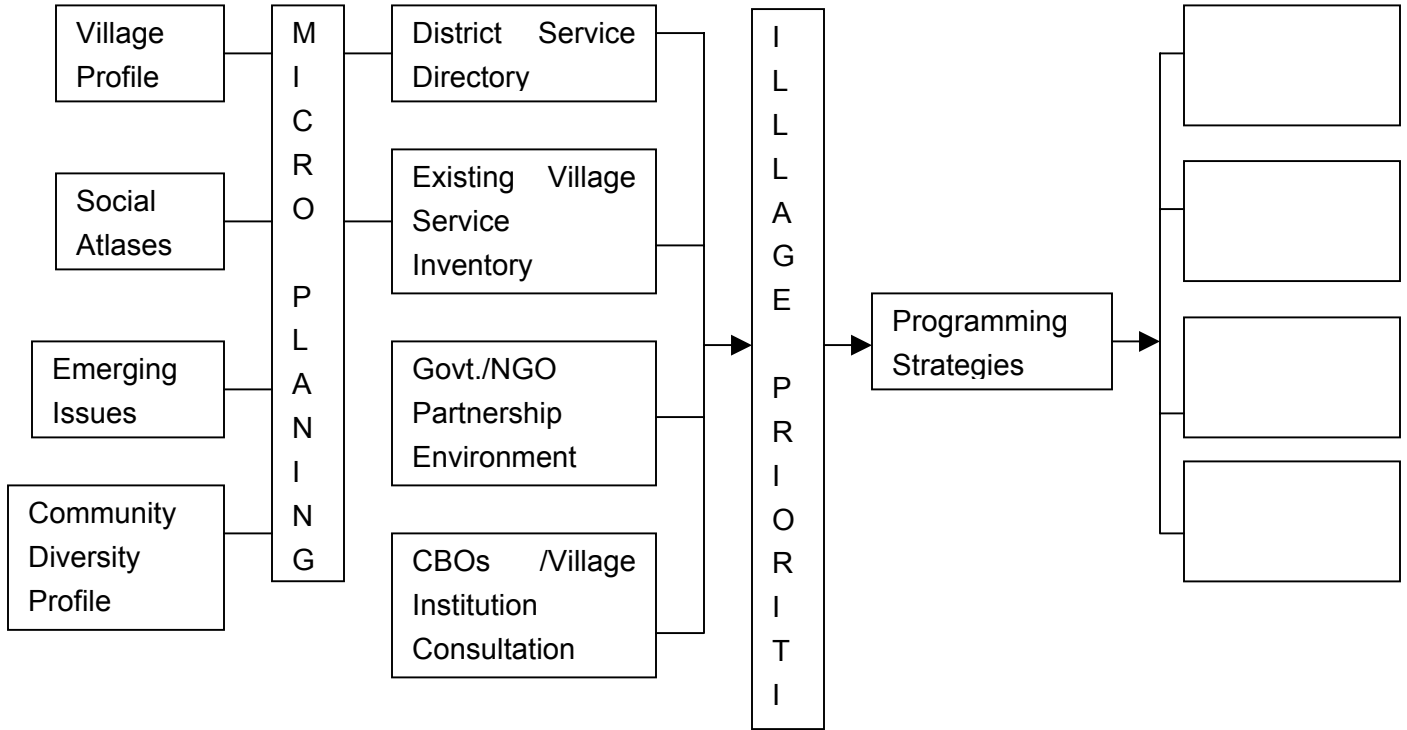 Village
Profile
Social
Atlases
Emerging
Issues
Community
Diversity
Profile
M
I
C
R
O
P
L
A
N
I
N
G
District Service
Directory
Existing Village
Service
Inventory
Govt./NGO
Partnership
Environment
CBOs /Village
Institution
Consultation
I
L
L
L
A
G
E
P
R
I
O
R
I
T
I
Programming
Strategies